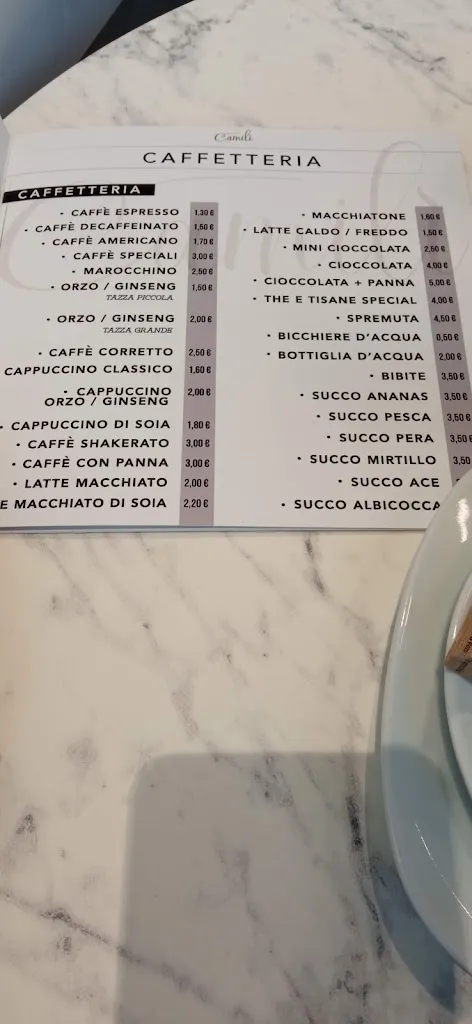 Camilì
CAFFETTERIA
CAFFETTERIA
• CAFFÈ ESPRESSO 1,30 €
• CAFFÈ DECAFFEINATO 1,50 €
• CAFFÈ AMERICANO 1,70 €
• CAFFÈ SPECIALI 3,00 €
• MAROCCHINO 2,50 €
• ORZO / GINSENG 1,50 €
TAZZA PICCOLA
• ORZO / GINSENG 2,00 €
TAZZA GRANDE
• CAFFÈ CORRETTO 2,50 €
CAPPUCCINO CLASSICO 1,60 €
• CAPPUCCINO 2,00 €
ORZO / GINSENG
• CAPPUCCINO DI SOIA 1,80 €
• CAFFÈ SHAKERATO 3,00 €
• CAFFÈ CON PANNA 3,00 €
• LATTE MACCHIATO 2,00 €
E MACCHIATO DI SOIA 2,20 €
• MACCHIATONE 1,60 €
• LATTE CALDO / FREDDO 1,50 €
• MINI CIOCCOLATA 2,50 €
• CIOCCOLATA 4,00 €
• CIOCCOLATA + PANNA 5,00 €
• THE E TISANE SPECIAL 4,00 €
• SPREMUTA 4,50 €
• BICCHIERE D'ACQUA 0,50 €
• BOTTIGLIA D'ACQUA 2,00 €
• BIBITE 3,50 €
• SUCCO ANANAS 3,50 €
• SUCCO PESCA 3,50 €
• SUCCO PERA 3,50 €
• SUCCO MIRTILLO 3,50
• SUCCO ACE
• SUCCO ALBICOCCA